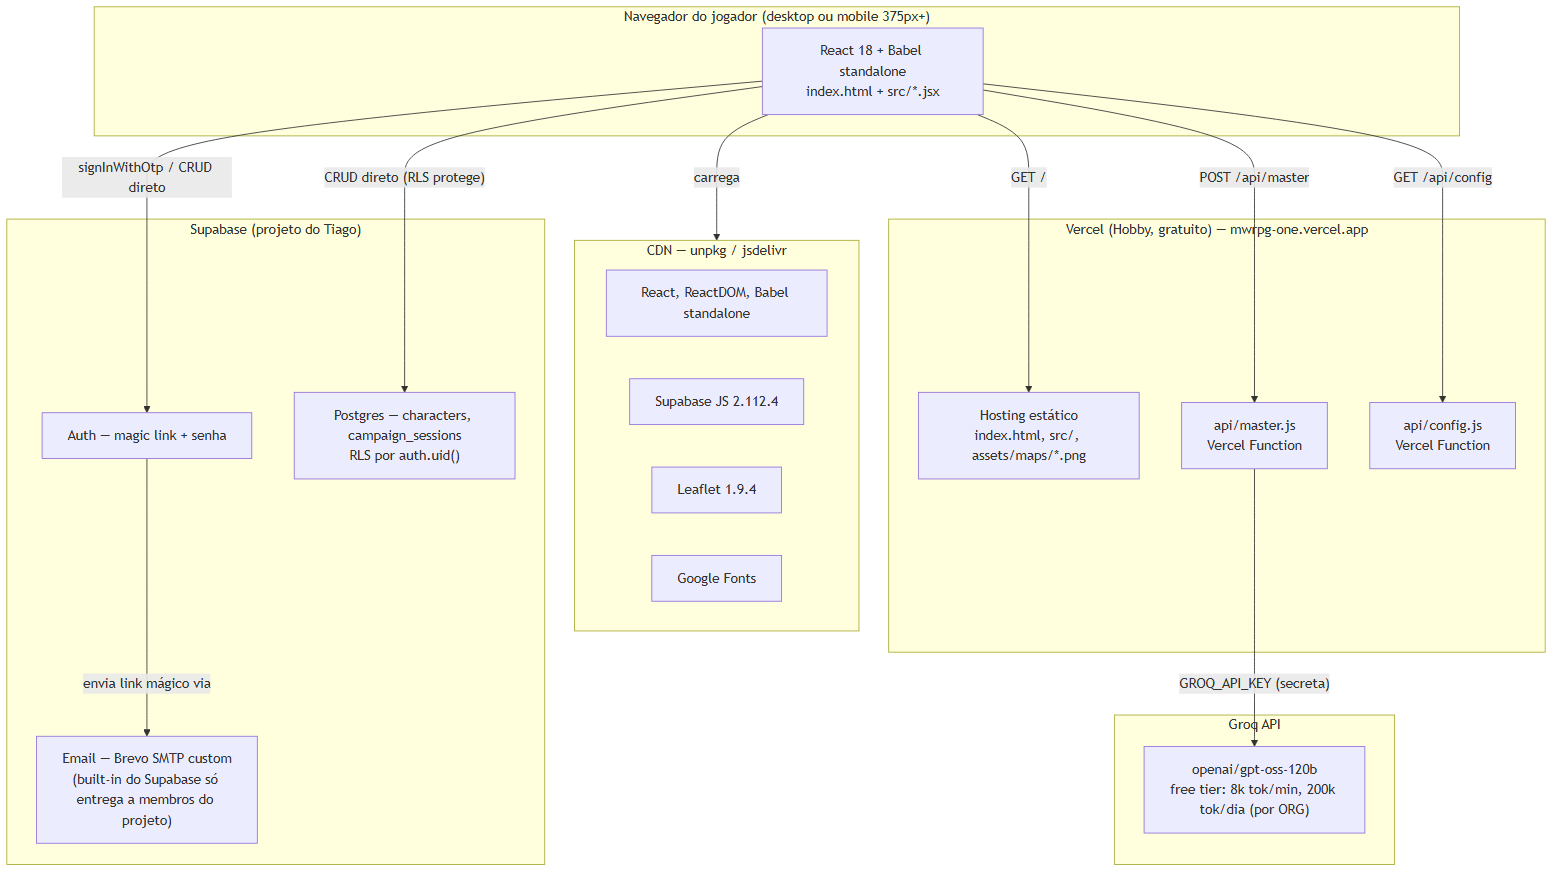 Navegador do jogador (desktop ou mobile 375px+)
React 18 + Babel
standalone
index.html + src/*.jsx
signInWithOtp / CRUD
direto
CRUD direto (RLS protege)
carrega
GET /
POST /api/master
GET /api/config
Supabase (projeto do Tiago)
Auth — magic link + senha
Postgres — characters,
campaign_sessions
RLS por auth.uid()
envia link mágico via
Email — Brevo SMTP custom
(built-in do Supabase só
entrega a membros do
projeto)
CDN — unpkg / jsdelivr
React, ReactDOM, Babel
standalone
Supabase JS 2.112.4
Leaflet 1.9.4
Google Fonts
Vercel (Hobby, gratuito) — mwrpg-one.vercel.app
Hosting estático
index.html, src/,
assets/maps/*.png
api/master.js
Vercel Function
api/config.js
Vercel Function
GROQ_API_KEY (secreta)
Groq API
openai/gpt-oss-120b
free tier: 8k tok/min, 200k
tok/dia (por ORG)